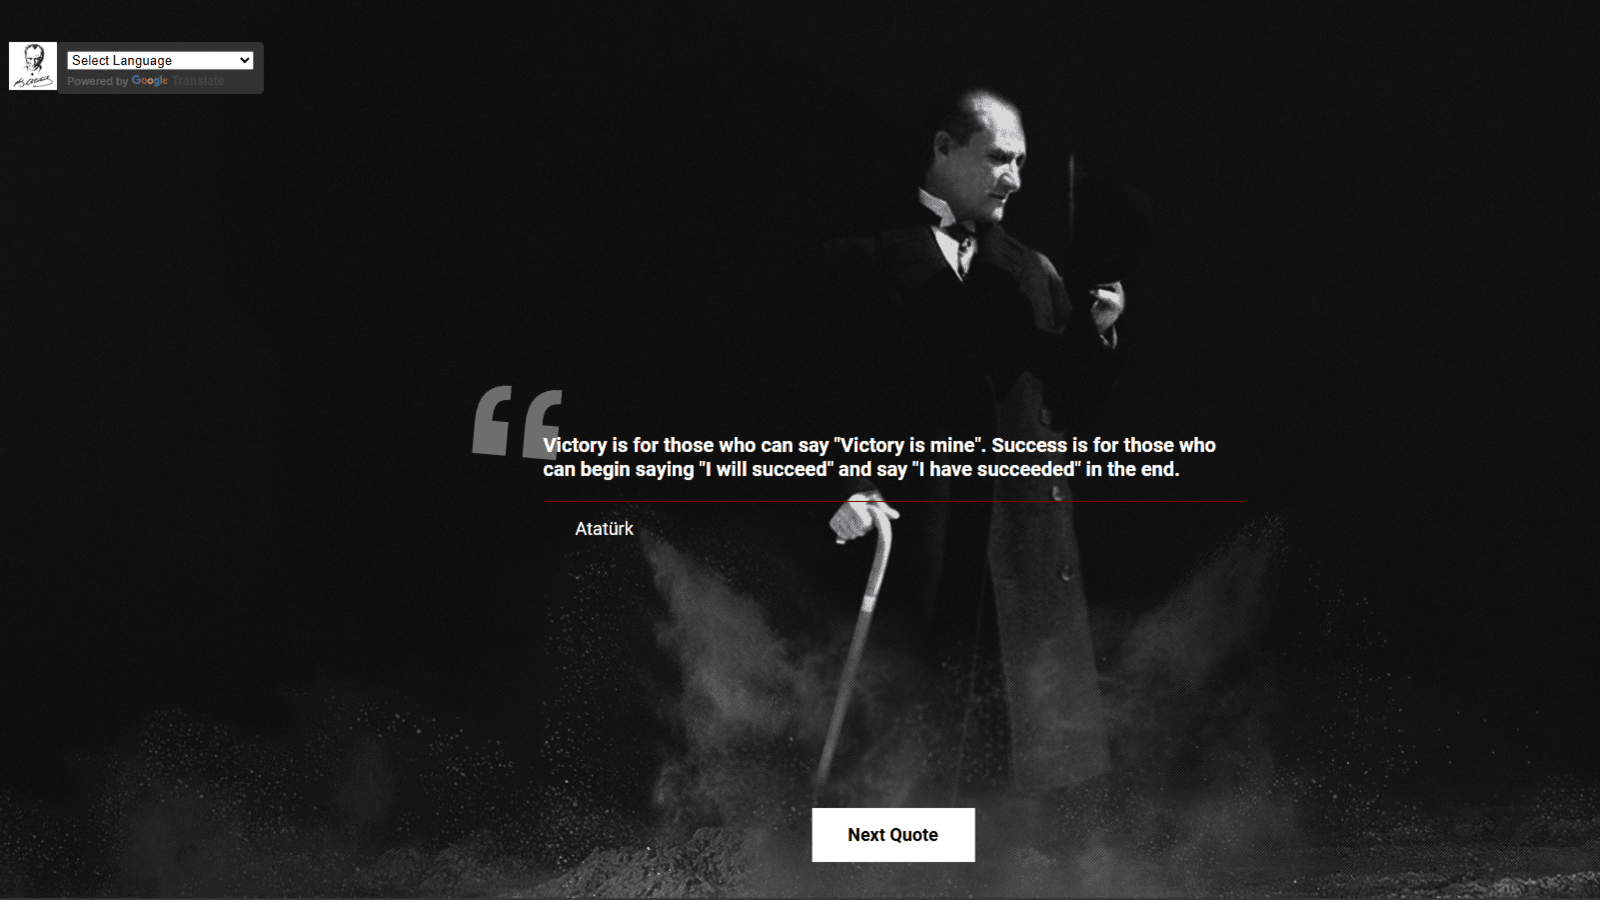 Select Language
Powered by Google Translate
Victory is for those who can say "Victory is mine". Success is for those who
can begin saying "I will succeed" and say "I have succeeded" in the end.
Atatürk
Next Quote